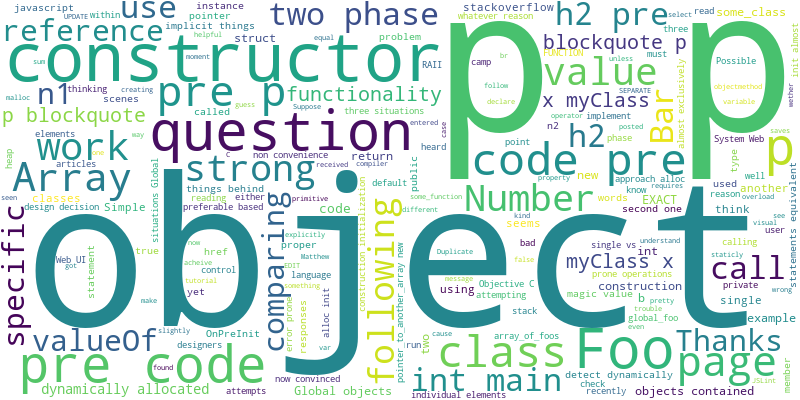 javascript instance use two phase stackoverflow whatever reason select read some_class
UPDATE within pointer h2 pre three
reference implicit things struct problem blockquote p must init almost
helpful sum equal RAII FUNCTION unless Possible
constructor p p
moment thinking camp br SEPARATE
n1 pre p functionality value x myClass
malloc creating scenes guess Suppose follow declare objectmethod variable
p blockquote question called three situations operator implement Bar almost exclusively wether
elements way entered case n2 h2 phase System Web saves
work strong heard posted code pre type p
heap one articles c non convenience return point approach alloc well
Array things behind received compiler default public new know used another
seen classes situations Global reading either primitive some_function property requires reason overload
design decision Simple preferable based code different Number words EXACT second one statements equivalent
specific object following kind seems think see visual user
true href proper bad single vs understand calling
statement now explicitly Matthew Objective C myClass x int staticly private call
Web UI got yet acheive EDIT language Duplicate attempting construction prone operations wrong
comparing construction initialization using message false magic value b pretty trouble single
valueOf control tutorial something alloc init stack cause Foo global_foo even example
make OnPreInit error prone responses pointer to another_array new array_of_foos Thanks
pre code slightly designers var run two class detect dynamically page
found now convinced check JSLint member
dynamically allocated attempts Global objects int main individual elements recently objects contained